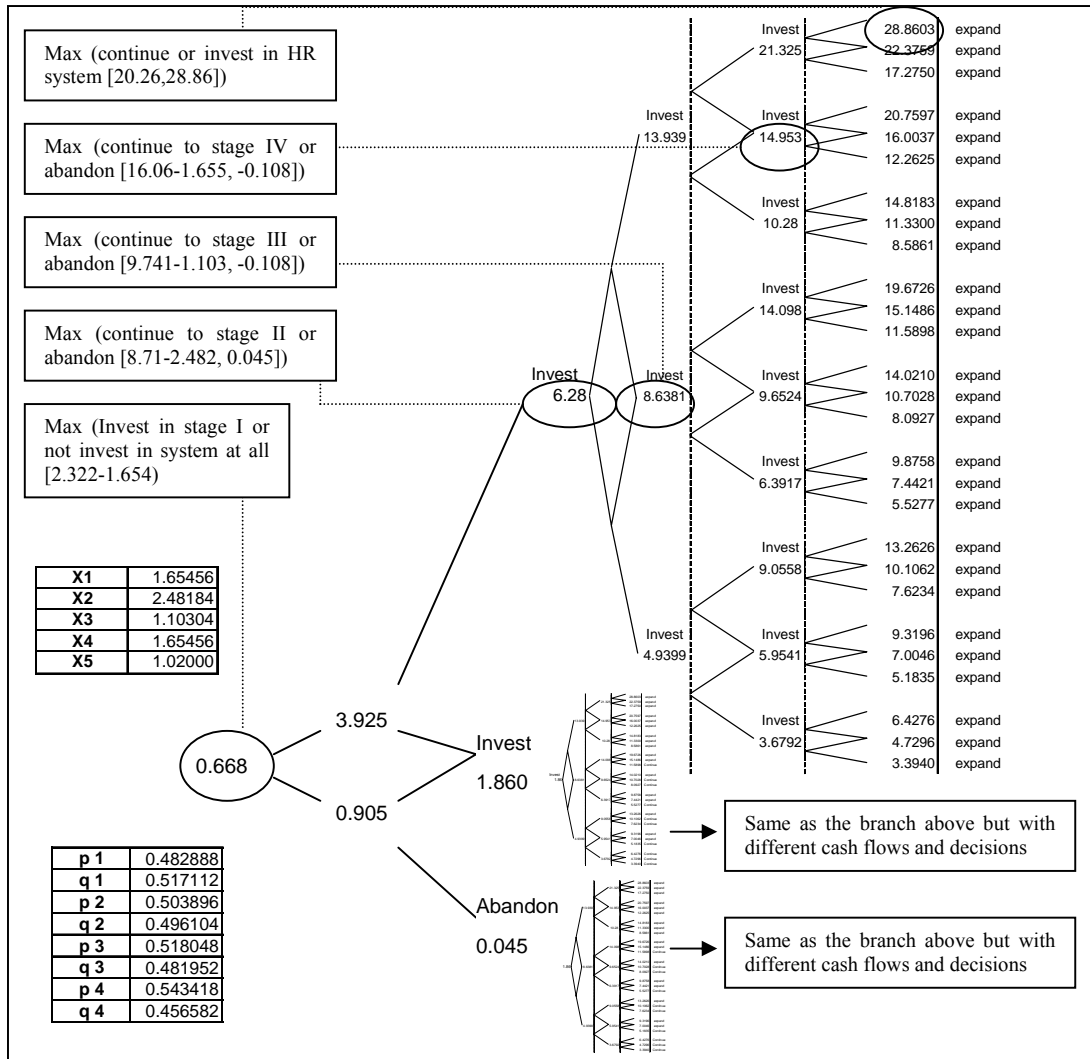 Max (continue or invest in HR
system [20.26,28.86])
Max (continue to stage IV or
abandon [16.06-1.655, -0.108])
Max (continue to stage III or
abandon [9.741-1.103, -0.108])
Max (continue to stage II or
abandon [8.71-2.482, 0.045])
Max (Invest in stage I or
not invest in system at all
[2.322-1.654)
X1 1.65456
X2 2.48184
X3 1.10304
X4 1.65456
X5 1.02000
p 1 0.482888
q 1 0.517112
p 2 0.503896
q 2 0.496104
p 3 0.518048
q 3 0.481952
p 4 0.543418
q 4 0.456582
0.668
3.925
0.905
Invest
6.28
Invest
1.860
Abandon
0.045
Invest
13.939
Invest
8.6381
Invest
4.9399
Invest
21.325
Invest
14.953
Invest
10.28
Invest
14.098
Invest
9.6524
Invest
6.3917
Invest
9.0558
Invest
5.9541
Invest
3.6792
28.8603 expand
22.3759 expand
17.2750 expand
20.7597 expand
16.0037 expand
12.2625 expand
14.8183 expand
11.3300 expand
8.5861 expand
19.6726 expand
15.1486 expand
11.5898 expand
14.0210 expand
10.7028 expand
8.0927 expand
9.8758 expand
7.4421 expand
5.5277 expand
13.2626 expand
10.1062 expand
7.6234 expand
9.3196 expand
7.0046 expand
5.1835 expand
6.4276 expand
4.7296 expand
3.3940 expand
Same as the branch above but with
different cash flows and decisions
Same as the branch above but with
different cash flows and decisions